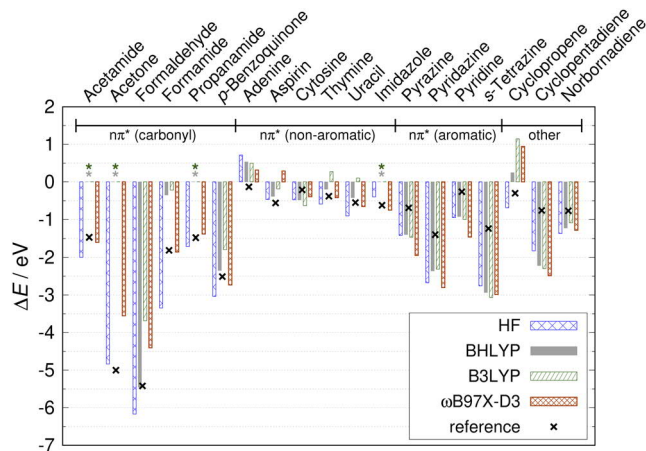 Acetamide
Acetone
Formaldehyde
Formamide
Propanamide
p-Benzoquinone
Adenine
Aspirin
Cytosine
Thymine
Uracil
Imidazole
Pyrazine
Pyridazine
Pyridine
s-Tetrazine
Cyclopropene
Cyclopentadiene
Norbornadiene
nπ* (carbonyl) nπ* (non-aromatic) nπ* (aromatic) other
2
1
0
-1
-2
-3
-4
-5
-6
-7
ΔE / eV
HF
BHLYP
B3LYP
ωB97X-D3
reference